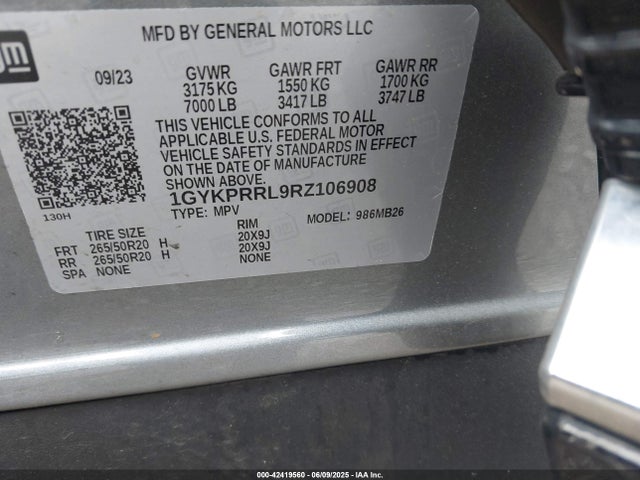 gm
MFD BY GENERAL MOTORS LLC
09/23 GVWR GAWR FRT GAWR RR
3175 KG 1550 KG 1700 KG
7000 LB 3417 LB 3747 LB
THIS VEHICLE CONFORMS TO ALL
APPLICABLE U.S. FEDERAL MOTOR
VEHICLE SAFETY STANDARDS IN EFFECT
ON THE DATE OF MANUFACTURE
SHOWN ABOVE.
1GYKPRRL9RZ106908
130H TYPE: MPV MODEL: 986MB26
TIRE SIZE RIM
FRT 265/50R20 H 20X9J
RR 265/50R20 H 20X9J
SPA NONE NONE
000-42419560 - 06/09/2025 - IAA Inc.